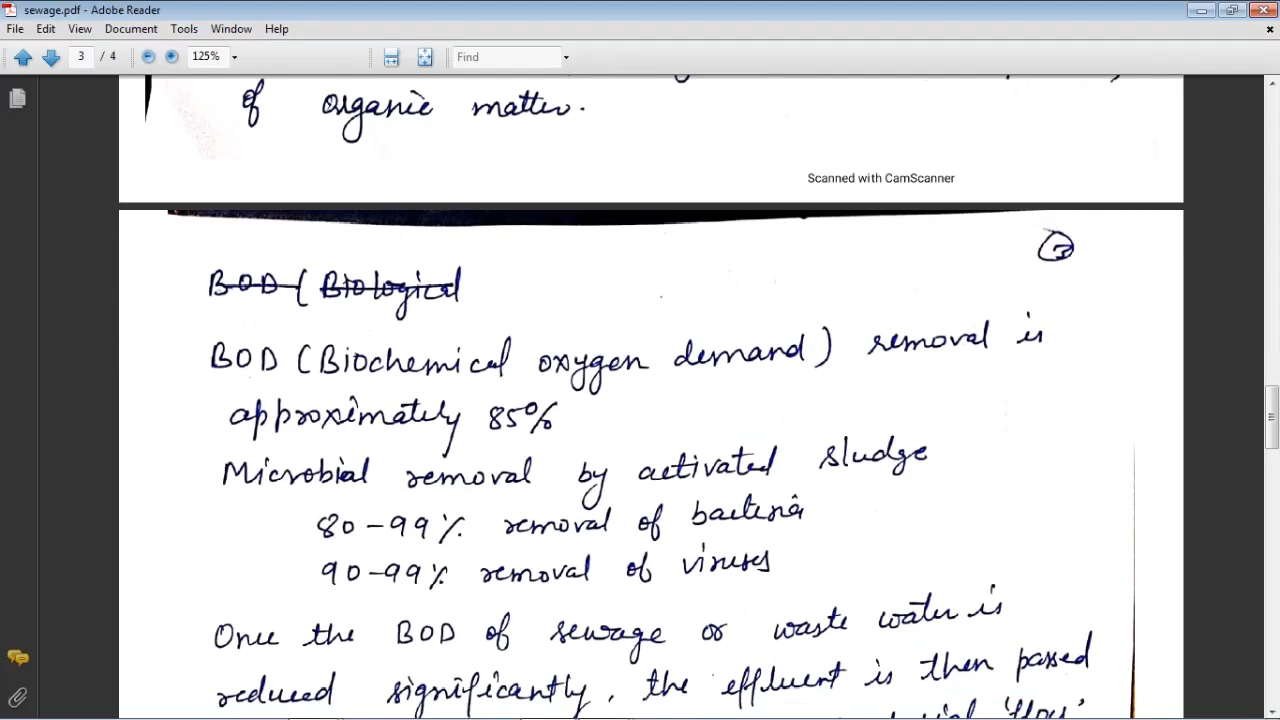 sewage.pdf - Adobe Reader
File Edit View Document Tools Window Help
3 / 4 125% Find
of organic matter.
Scanned with CamScanner
3
BOD ( Biological
BOD (Biochemical oxygen demand) removal is
approximately 85%
Microbial removal by activated sludge
80-99% removal of bacteria
90-99% removal of viruses
Once the BOD of sewage or waste water is
reduced significantly, the effluent is then passed